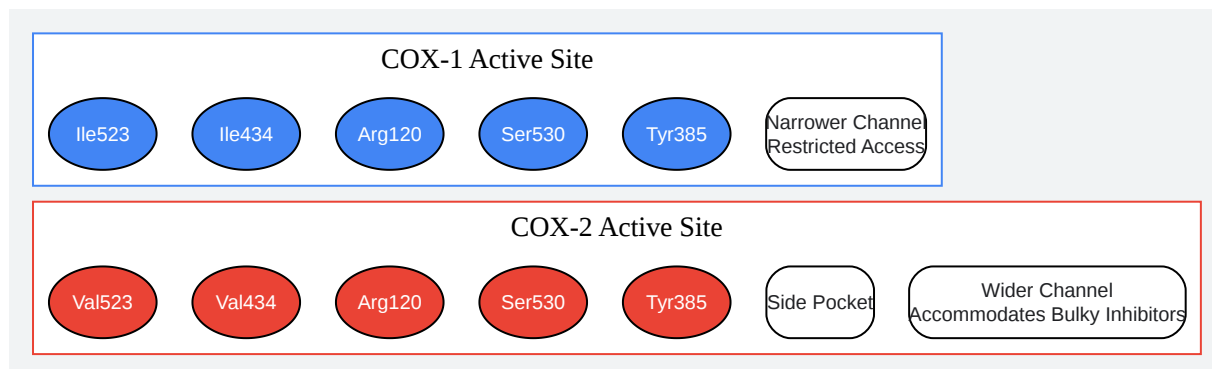 COX-1 Active Site
Ile523
Ile434
Arg120
Ser530
Tyr385
Narrower Channel
Restricted Access
COX-2 Active Site
Val523
Val434
Arg120
Ser530
Tyr385
Side Pocket
Wider Channel
Accommodates Bulky Inhibitors